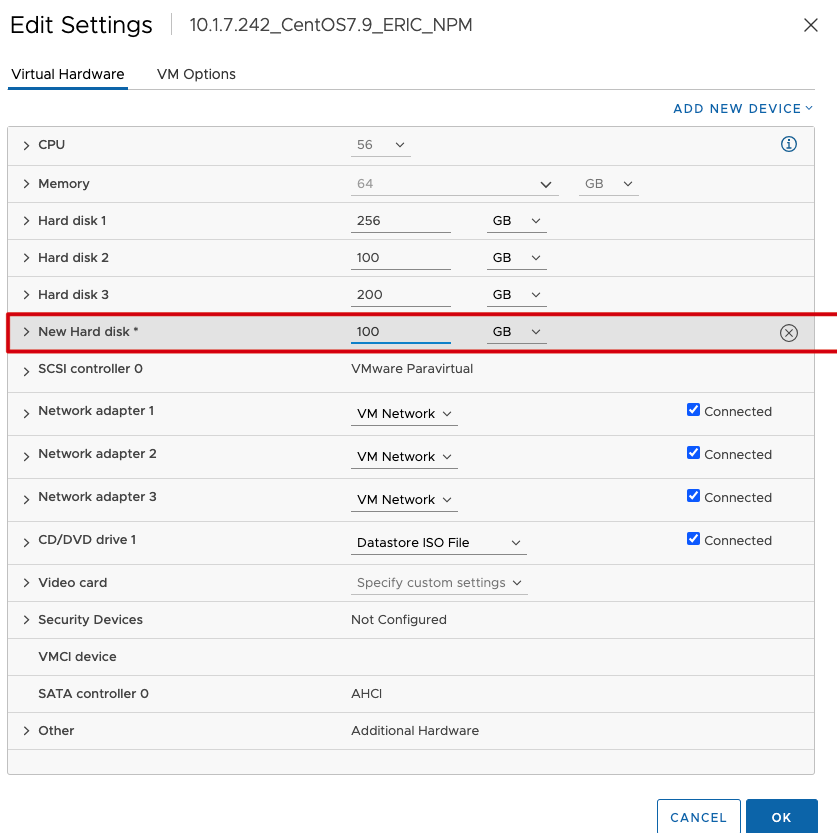 Edit Settings | 10.1.7.242_CentOS7.9_ERIC_NPM
Virtual Hardware VM Options
ADD NEW DEVICE
CPU 56
Memory 64 GB
Hard disk 1 256 GB
Hard disk 2 100 GB
Hard disk 3 200 GB
New Hard disk * 100 GB
SCSI controller 0 VMware Paravirtual
Network adapter 1 VM Network Connected
Network adapter 2 VM Network Connected
Network adapter 3 VM Network Connected
CD/DVD drive 1 Datastore ISO File Connected
Video card Specify custom settings
Security Devices Not Configured
VMCI device
SATA controller 0 AHCI
Other Additional Hardware
CANCEL OK